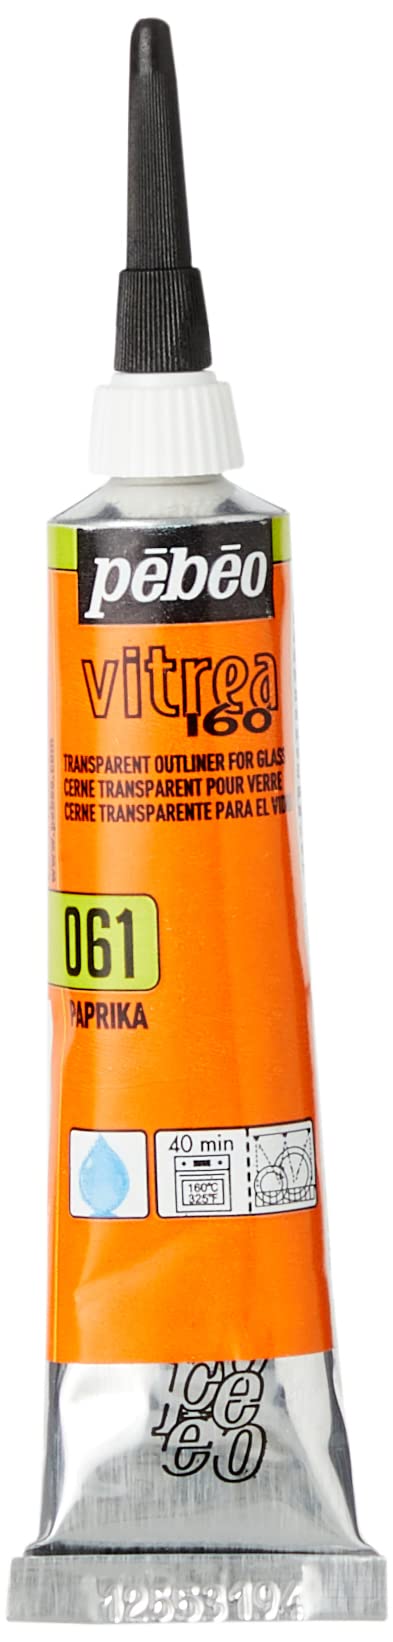 pēbēo
vitrea
160
TRANSPARENT OUTLINER FOR GLASS
CERNE TRANSPARENT POUR VERRE
CERNE TRANSPARENTE PARA EL
061
PAPRIKA
40 min
160°C
325°F